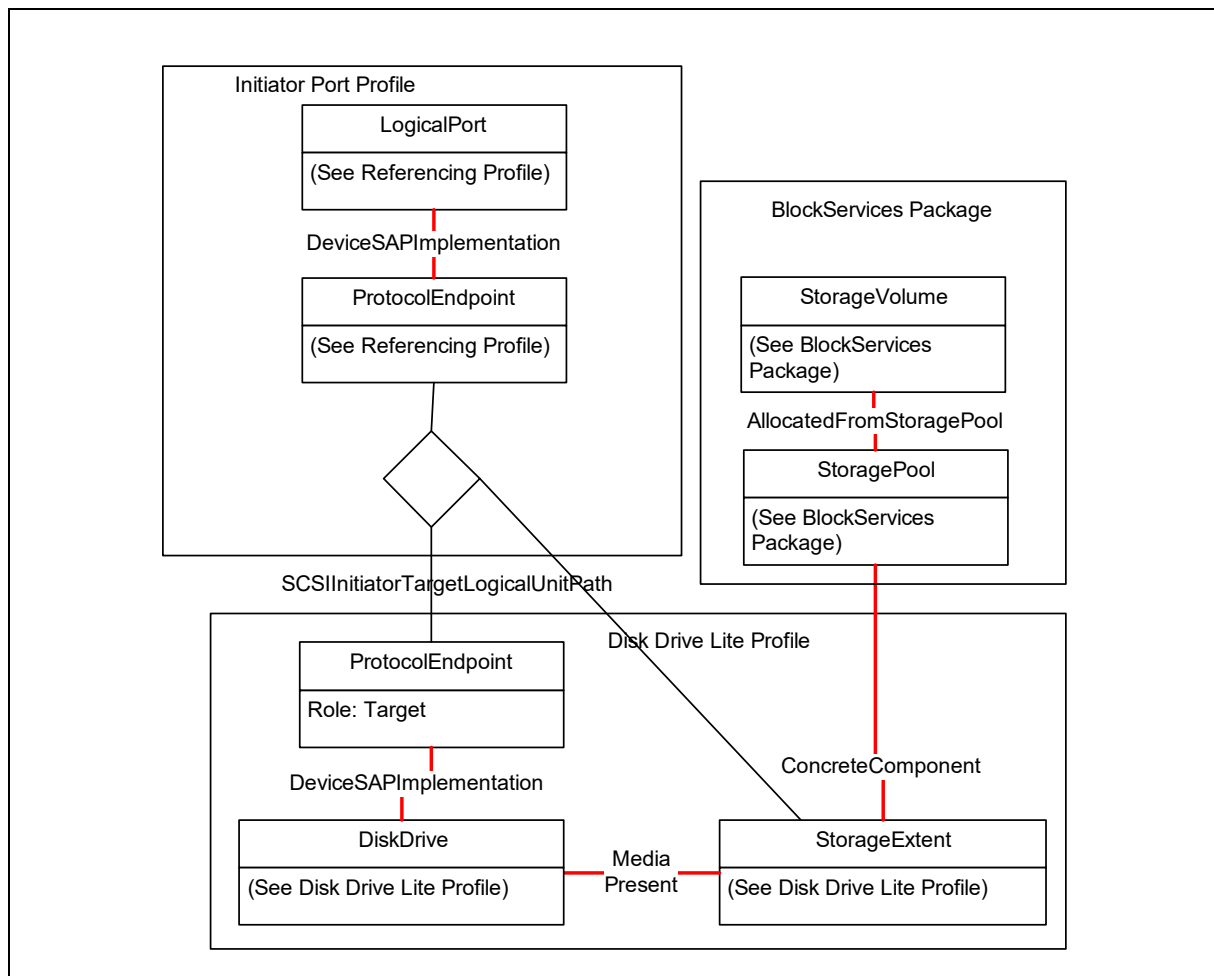 Initiator Port Profile
LogicalPort
(See Referencing Profile)
DeviceSAPImplementation
ProtocolEndpoint
(See Referencing Profile)
BlockServices Package
StorageVolume
(See BlockServices
Package)
AllocatedFromStoragePool
StoragePool
(See BlockServices
Package)
SCSIInitiatorTargetLogicalUnitPath
Disk Drive Lite Profile
ProtocolEndpoint
Role: Target
DeviceSAPImplementation
ConcreteComponent
DiskDrive
(See Disk Drive Lite Profile)
Media
Present
StorageExtent
(See Disk Drive Lite Profile)